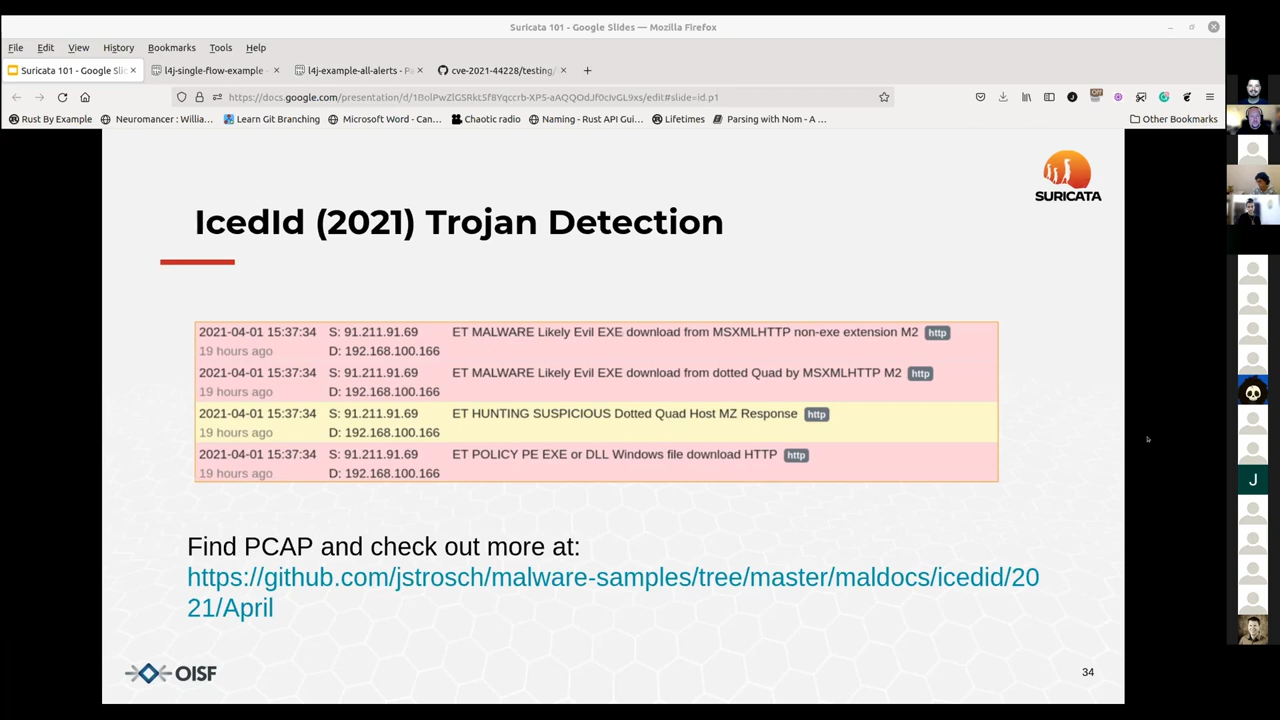 Suricata 101 - Google Slides — Mozilla Firefox
File Edit View History Bookmarks Tools Help
Suricata 101 - Google Slid
l4j-single-flow-example -
l4j-example-all-alerts - Pa
cve-2021-44228/testing/
Rust By Example
Neuromancer : Willia...
Learn Git Branching
Microsoft Word - Can...
Chaotic radio
Naming - Rust API Gui...
Lifetimes
Parsing with Nom - A ...
Other Bookmarks
SURICATA
IcedId (2021) Trojan Detection
2021-04-01 15:37:34 S: 91.211.91.69 ET MALWARE Likely Evil EXE download from MSXMLHTTP non-exe extension M2 http
19 hours ago D: 192.168.100.166
2021-04-01 15:37:34 S: 91.211.91.69 ET MALWARE Likely Evil EXE download from dotted Quad by MSXMLHTTP M2 http
19 hours ago D: 192.168.100.166
2021-04-01 15:37:34 S: 91.211.91.69 ET HUNTING SUSPICIOUS Dotted Quad Host MZ Response http
19 hours ago D: 192.168.100.166
2021-04-01 15:37:34 S: 91.211.91.69 ET POLICY PE EXE or DLL Windows file download HTTP http
19 hours ago D: 192.168.100.166
Find PCAP and check out more at:
https://github.com/jstrosch/malware-samples/tree/master/maldocs/icedid/20
21/April
OISF
34
J